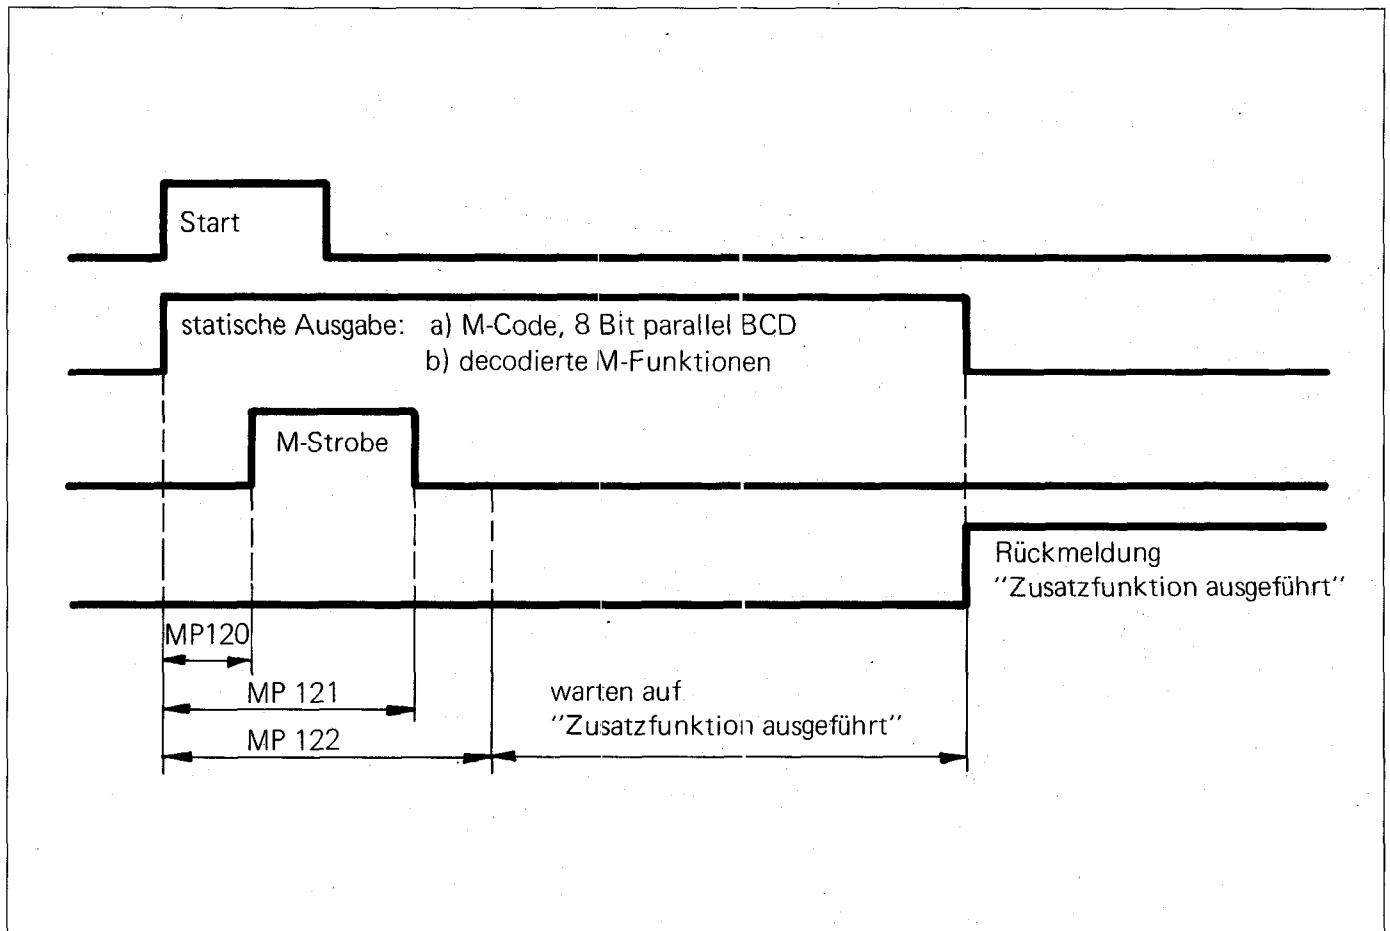 Start
statische Ausgabe: a) M-Code, 8 Bit parallel BCD
b) decodierte M-Funktionen
M-Strobe
Rückmeldung
"Zusatzfunktion ausgeführt"
MP120
MP 121
MP 122
warten auf
"Zusatzfunktion ausgeführt"